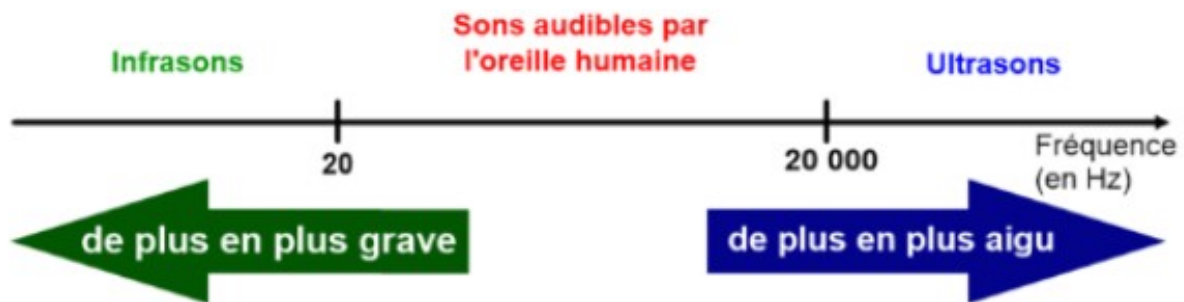 Infrasons
Sons audibles par
l'oreille humaine
Ultrasons
20
20 000
Fréquence
(en Hz)
de plus en plus grave
de plus en plus aigu